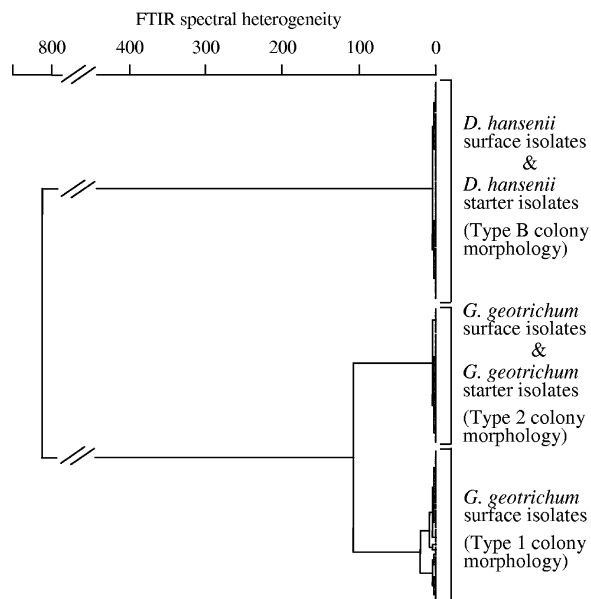 FTIR spectral heterogeneity
800 400 300 200 100 0
D. hansenii
surface isolates
&
D. hansenii
starter isolates
(Type B colony
morphology)
G. geotrichum
surface isolates
&
G. geotrichum
starter isolates
(Type 2 colony
morphology)
G. geotrichum
surface isolates
(Type 1 colony
morphology)